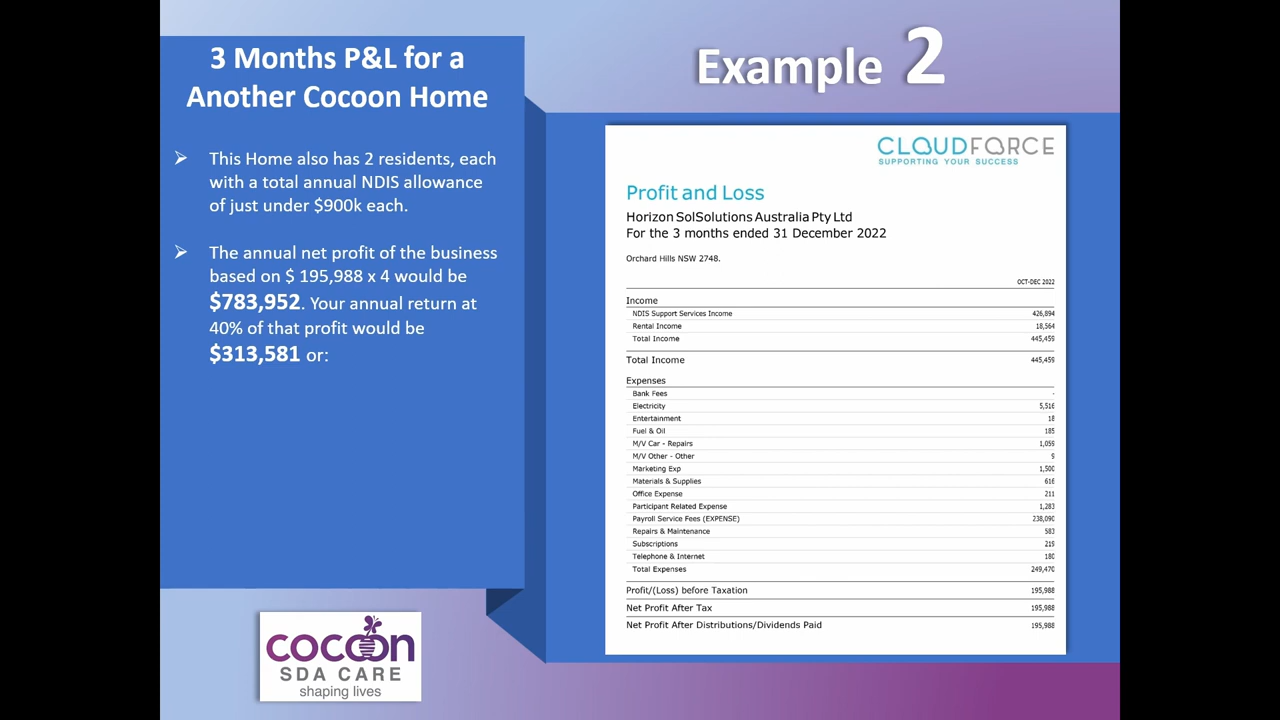 3 Months P&L for a
Another Cocoon Home
➢ This Home also has 2 residents, each
with a total annual NDIS allowance
of just under $900k each.
➢ The annual net profit of the business
based on $ 195,988 x 4 would be
$783,952. Your annual return at
40% of that profit would be
$313,581 or:
cocoon
SDA CARE
shaping lives
Example 2
CLOUDFORCE
SUPPORTING YOUR SUCCESS
Profit and Loss
Horizon SolSolutions Australia Pty Ltd
For the 3 months ended 31 December 2022
Orchard Hills NSW 2748.
OCT-DEC 2022
Income
NDIS Support Services Income 426,894
Rental Income 18,564
Total Income 445,459
Total Income 445,459
Expenses
Bank Fees -
Electricity 5,516
Entertainment 18
Fuel & Oil 185
M/V Car - Repairs 1,059
M/V Other - Other 9
Marketing Exp 1,500
Materials & Supplies 616
Office Expense 211
Participant Related Expense 1,283
Payroll Service Fees (EXPENSE) 238,090
Repairs & Maintenance 583
Subscriptions 219
Telephone & Internet 180
Total Expenses 249,470
Profit/(Loss) before Taxation 195,988
Net Profit After Tax 195,988
Net Profit After Distributions/Dividends Paid 195,988